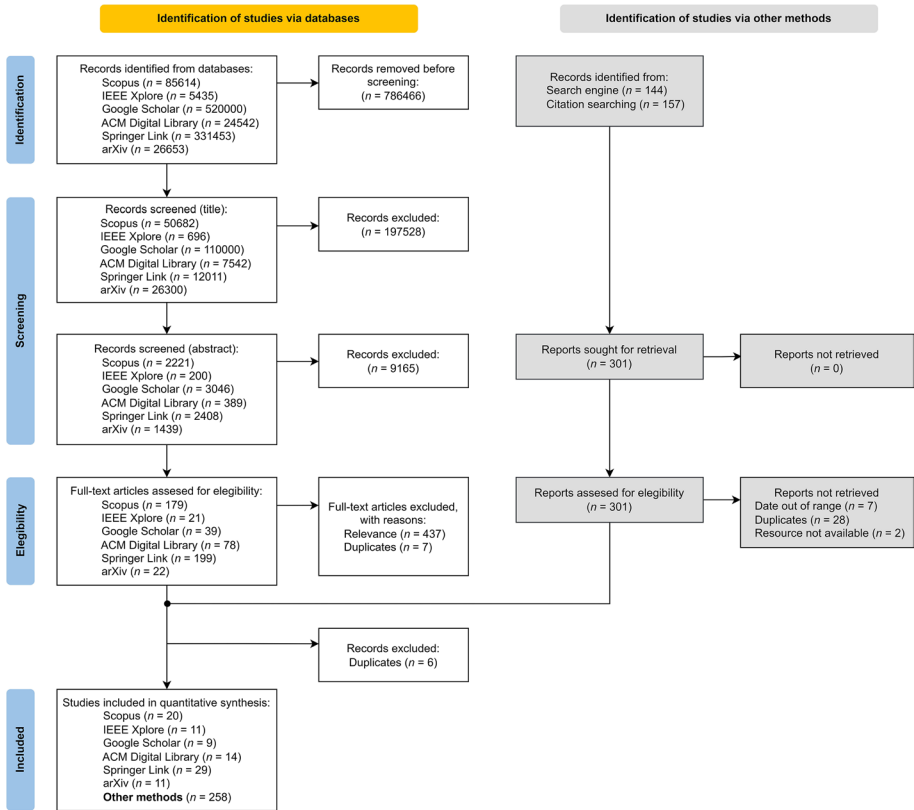 Identification of studies via databases
Identification of studies via other methods
Identification
Records identified from databases:
Scopus (n = 85614)
IEEE Xplore (n = 5435)
Google Scholar (n = 520000)
ACM Digital Library (n = 24542)
Springer Link (n = 331453)
arXiv (n = 26653)
Records removed before
screening:
(n = 786466)
Records identified from:
Search engine (n = 144)
Citation searching (n = 157)
Screening
Records screened (title):
Scopus (n = 50682)
IEEE Xplore (n = 696)
Google Scholar (n = 110000)
ACM Digital Library (n = 7542)
Springer Link (n = 12011)
arXiv (n = 26300)
Records excluded:
(n = 197528)
Records screened (abstract):
Scopus (n = 2221)
IEEE Xplore (n = 200)
Google Scholar (n = 3046)
ACM Digital Library (n = 389)
Springer Link (n = 2408)
arXiv (n = 1439)
Records excluded:
(n = 9165)
Reports sought for retrieval
(n = 301)
Reports not retrieved
(n = 0)
Elegibility
Full-text articles assesed for elegibility:
Scopus (n = 179)
IEEE Xplore (n = 21)
Google Scholar (n = 39)
ACM Digital Library (n = 78)
Springer Link (n = 199)
arXiv (n = 22)
Full-text articles excluded,
with reasons:
Relevance (n = 437)
Duplicates (n = 7)
Reports assesed for elegibility
(n = 301)
Reports not retrieved
Date out of range (n = 7)
Duplicates (n = 28)
Resource not available (n = 2)
Records excluded:
Duplicates (n = 6)
Included
Studies included in quantitative synthesis:
Scopus (n = 20)
IEEE Xplore (n = 11)
Google Scholar (n = 9)
ACM Digital Library (n = 14)
Springer Link (n = 29)
arXiv (n = 11)
Other methods (n = 258)